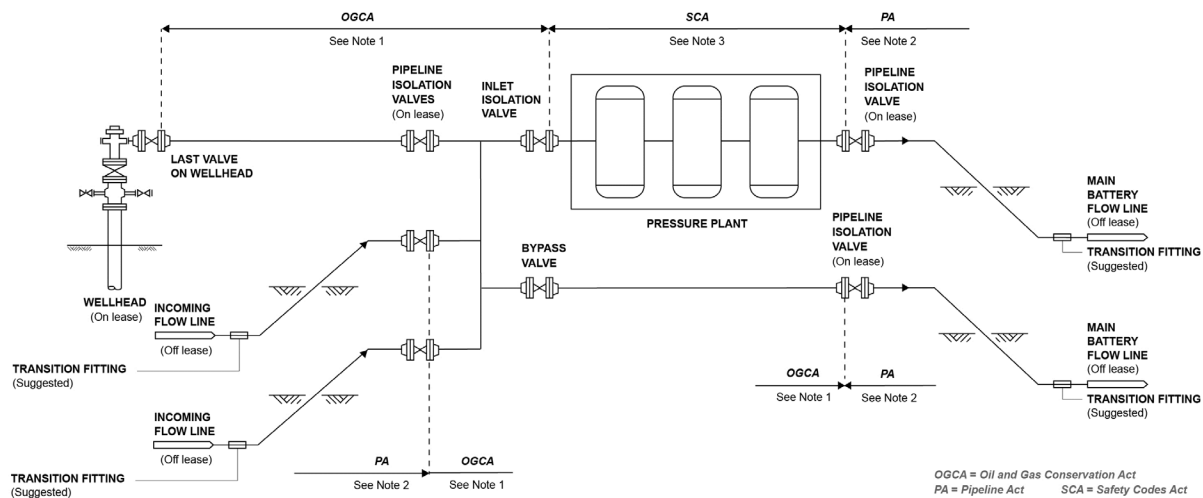 OGCA
See Note 1
SCA
See Note 3
PA
See Note 2
PIPELINE
ISOLATION
VALVES
(On lease)
INLET
ISOLATION
VALVE
PIPELINE
ISOLATION
VALVE
(On lease)
LAST VALVE
ON WELLHEAD
PRESSURE PLANT
MAIN
BATTERY
FLOW LINE
(Off lease)
TRANSITION FITTING
(Suggested)
BYPASS
VALVE
PIPELINE
ISOLATION
VALVE
(On lease)
WELLHEAD
(On lease)
INCOMING
FLOW LINE
(Off lease)
TRANSITION FITTING
(Suggested)
MAIN
BATTERY
FLOW LINE
(Off lease)
TRANSITION FITTING
(Suggested)
OGCA
See Note 1
PA
See Note 2
INCOMING
FLOW LINE
(Off lease)
TRANSITION FITTING
(Suggested)
PA
See Note 2
OGCA
See Note 1
OGCA = Oil and Gas Conservation Act
PA = Pipeline Act SCA = Safety Codes Act